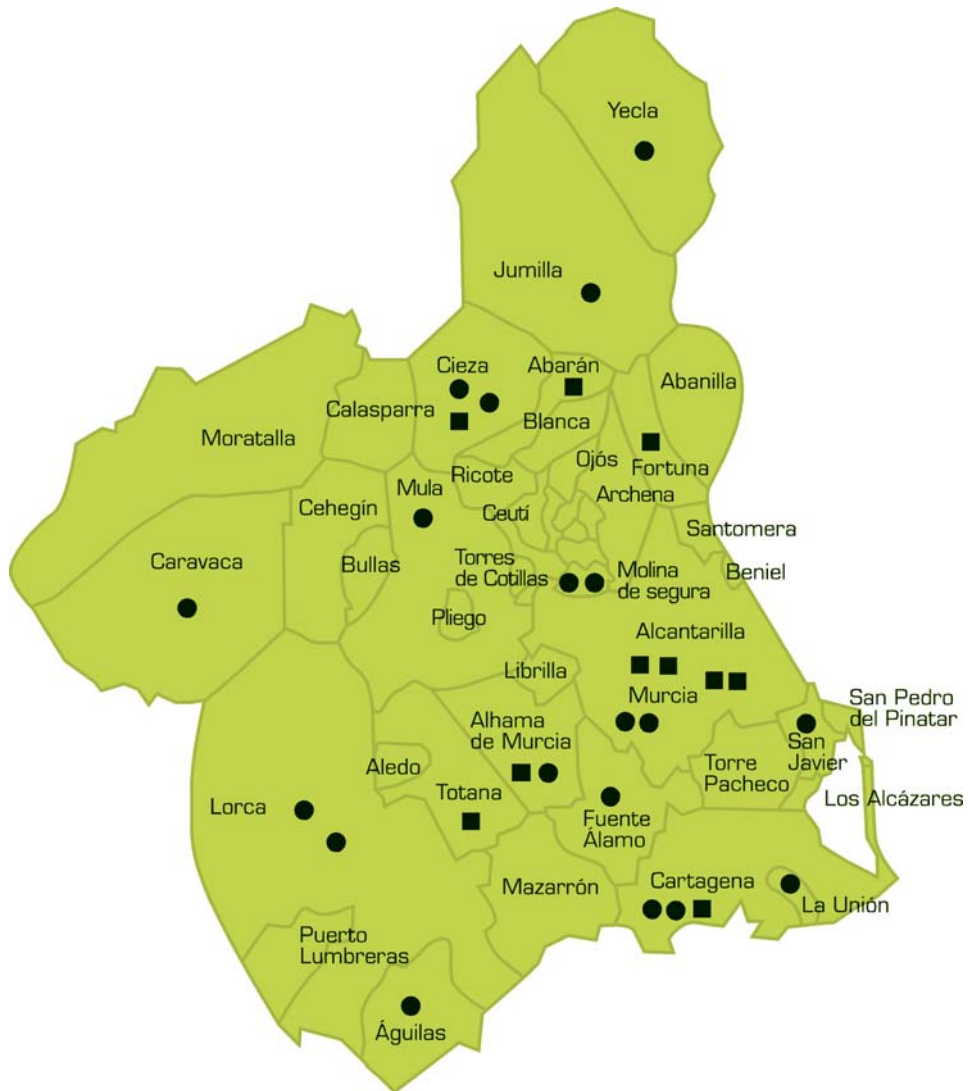 Yecla
Jumilla
Cieza
Abarán
Abanilla
Calasparra
Blanca
Moratalla
Ojós
Ricote
Fortuna
Mula
Archena
Cehegín
Ceutí
Santomera
Caravaca
Bullas
Torres
de Cotillas
Molina
de segura
Beniel
Pliego
Alcantarilla
Librilla
Murcia
San Pedro
del Pinatar
Alhama
de Murcia
San
Javier
Aledo
Torre
Pacheco
Totana
Los Alcázares
Lorca
Fuente
Álamo
Mazarrón
Cartagena
La Unión
Puerto
Lumbreras
Águilas